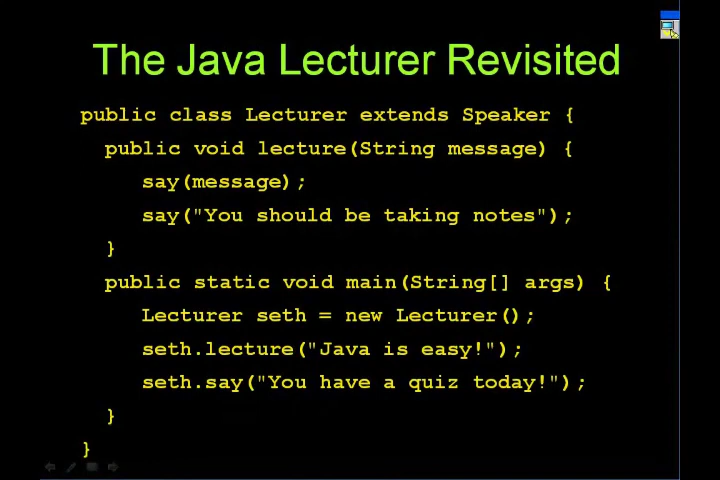 The Java Lecturer Revisited
public class Lecturer extends Speaker {
public void lecture(String message) {
say(message);
say("You should be taking notes");
}
public static void main(String[] args) {
Lecturer seth = new Lecturer();
seth.lecture("Java is easy!");
seth.say("You have a quiz today!");
}
}